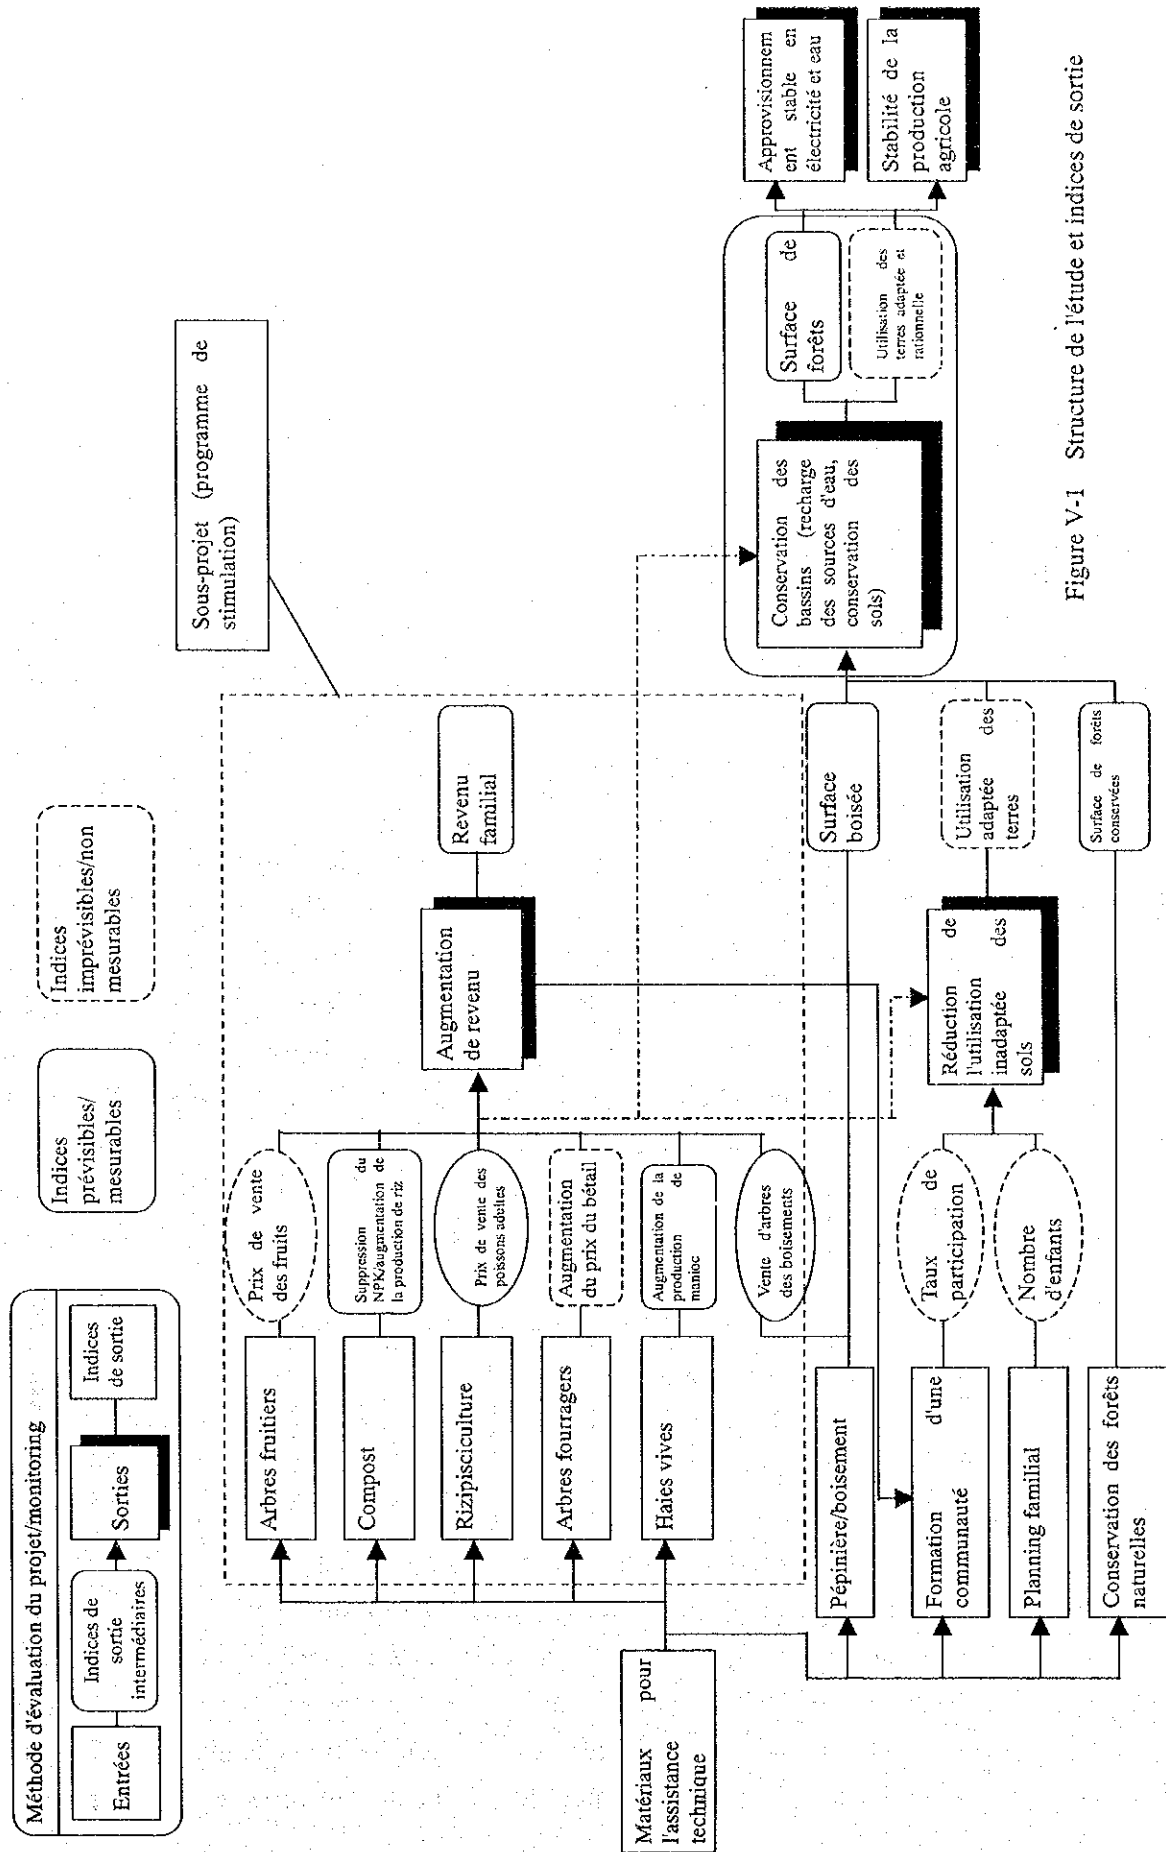 Méthode d'évaluation du projet/monitoring
Entrées
Indices de
sortie
intermédiaires
Sorties
Indices
de sortie
Indices
prévisibles/
mesurables
Indices
imprévisibles/non
mesurables
Sous-projet (programme de
stimulation)
Matériaux pour
l'assistance
technique
Arbres fruitiers
Prix de vente
des fruits
Compost
Suppression du
NPK/augmentation de
la production de riz
Rizipisciculture
Prix de vente des
poissons adultes
Arbres fourragers
Augmentation
du prix du bétail
Haies vives
Augmentation de la
production de
manioc
Vente d'arbres
des boisements
Augmentation
de revenu
Revenu
familial
Pépinière/boisement
Surface
boisée
Formation d'une
communauté
Taux de
participation
Planning familial
Nombre
d'enfants
Réduction de
l'utilisation
inadaptée des
sols
Utilisation
adaptée des
terres
Conservation des forêts
naturelles
Surface de forêts
conservées
Conservation des
bassins (recharge
des sources d'eau,
conservation des
sols)
Surface de
forêts
Utilisation des
terres adaptée et
rationnelle
Approvisionnem
ent stable en
électricité et eau
Stabilité de la
production
agricole
Figure V-1 Structure de l'étude et indices de sortie